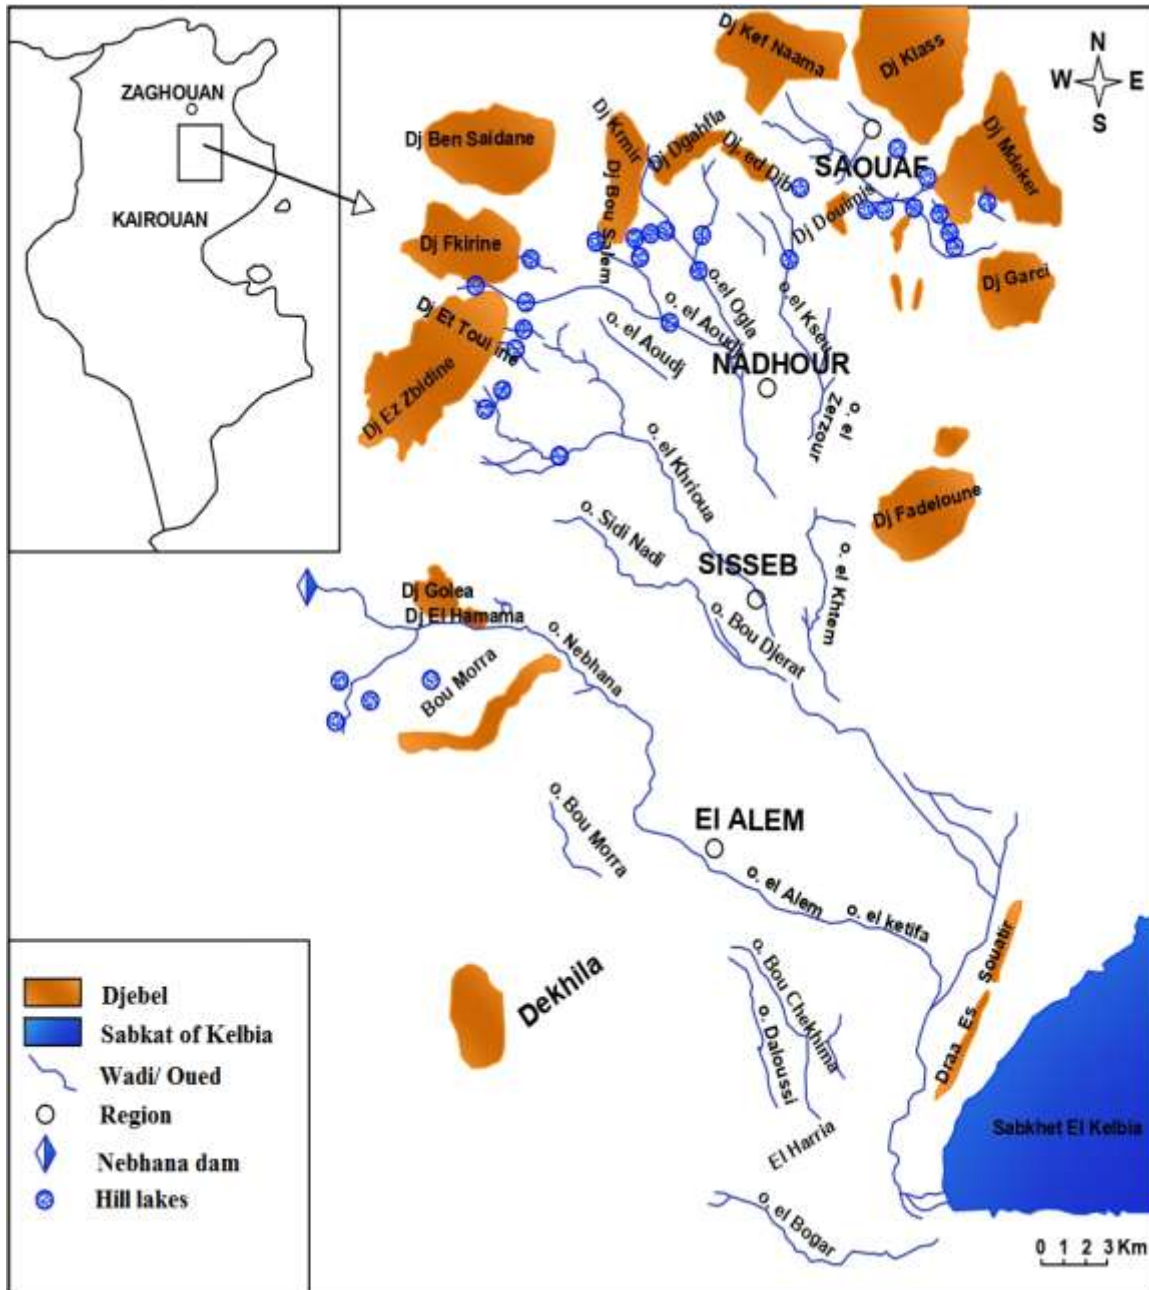 ZAGHOUAN
KAIROUAN
N
W E
S
Dj Kef Naama
Dj Klass
Dj Mdeker
Dj Ben Saidane
Dj Krmir
Dj Dgahfla
Dj. ed Dib
SAOUAF
Dj Douimis
Dj Bou Salem
Dj Fkirine
Dj Garci
Dj Et Touline
Dj Ez Zbidine
o. el Aoudj
o. el Aoudj
o.el Ogla
o.el Kseu
NADHOUR
o. el
Zerzour
o. el Khrioua
Dj Fadeloune
o. Sidi Nadi
SISSEB
o. el Khtem
o. Bou Djerat
Dj Golea
Dj El Hamama
o. Nebhana
Bou Morra
o. Bou Morra
El ALEM
o. el Alem
o. el ketifa
Dekhila
o. Bou Chekhima
o. Daloussi
El Harria
Draa Es Souatir
Sabkhet El Kelbia
o. el Bogar
0 1 2 3 Km
Djebel
Sabkat of Kelbia
Wadi/ Oued
Region
Nebhana dam
Hill lakes